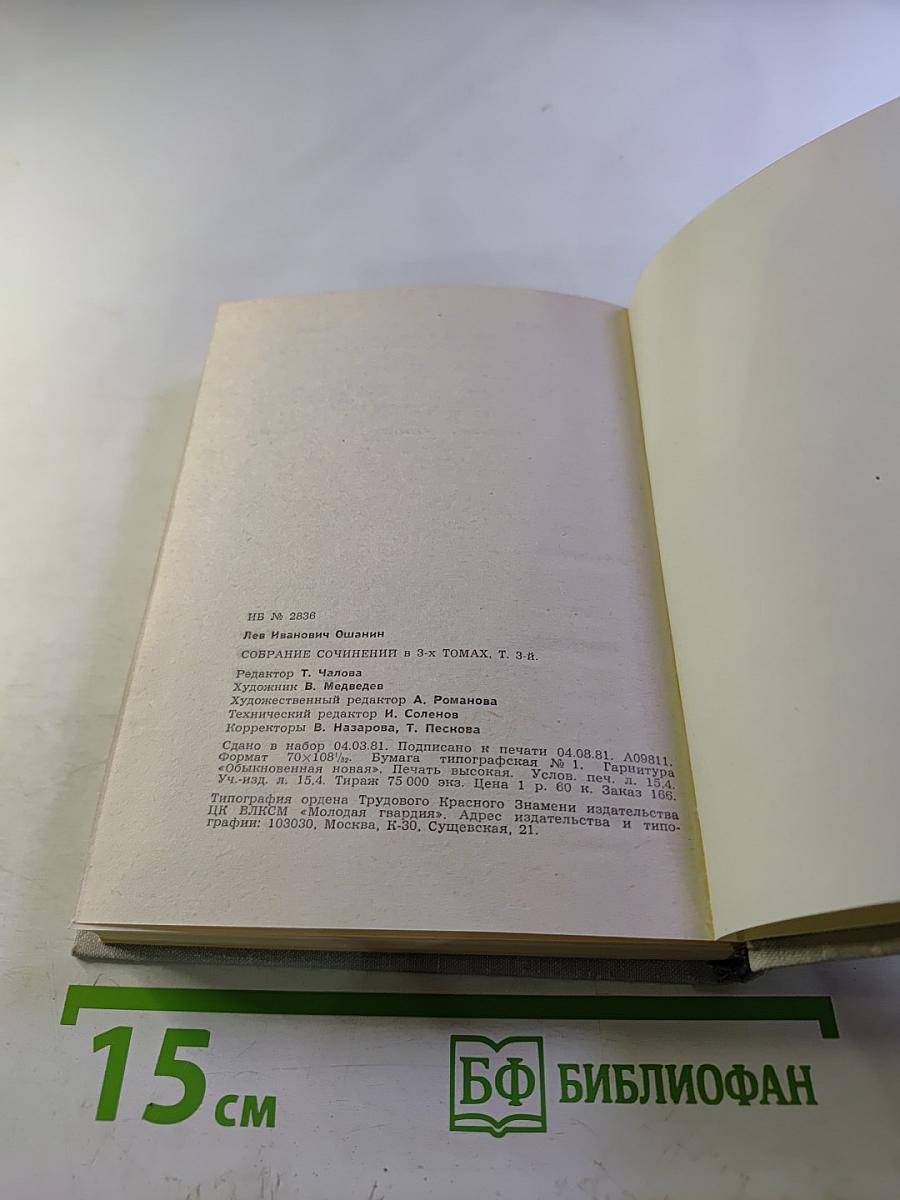 ИБ № 2836
Лев Иванович Ошанин
СОБРАНИЕ СОЧИНЕНИЙ в 3-х ТОМАХ, Т. 3-й.
Редактор Т. Чалова
Художник В. Медведев
Художественный редактор А. Романова
Технический редактор И. Соленов
Корректоры В. Назарова, Т. Пескова
Сдано в набор 04.03.81. Подписано к печати 04.08.81. А09811.
Формат 70×108¹/₃₂. Бумага типографская № 1. Гарнитура
«Обыкновенная новая». Печать высокая. Услов. печ. л. 15,4.
Уч.-изд. л. 15,4. Тираж 75 000 экз. Цена 1 р. 60 к. Заказ 166.
Типография ордена Трудового Красного Знамени издательства
ЦК ВЛКСМ «Молодая гвардия». Адрес издательства и типо-
графии: 103030, Москва, К-30, Сущевская, 21.
15 см
БФ БИБЛИОФАН